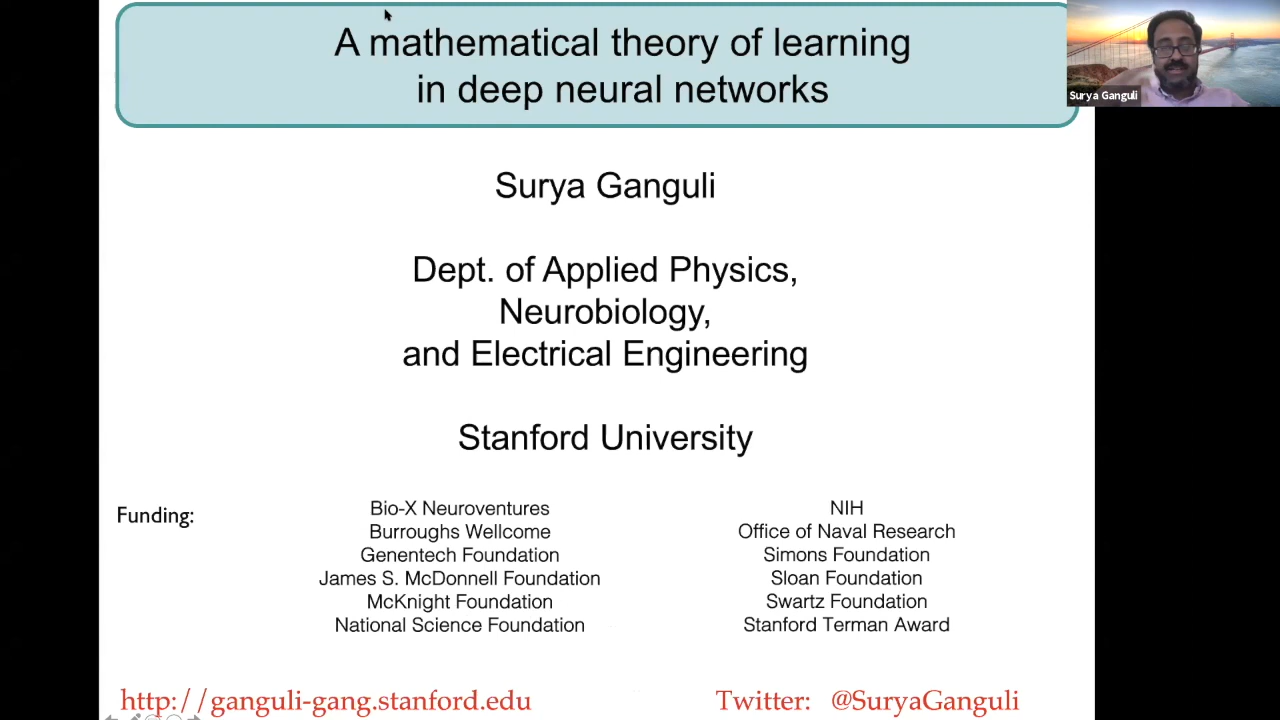 A mathematical theory of learning
in deep neural networks
Surya Ganguli
Surya Ganguli
Dept. of Applied Physics,
Neurobiology,
and Electrical Engineering
Stanford University
Funding:
Bio-X Neuroventures
Burroughs Wellcome
Genentech Foundation
James S. McDonnell Foundation
McKnight Foundation
National Science Foundation
NIH
Office of Naval Research
Simons Foundation
Sloan Foundation
Swartz Foundation
Stanford Terman Award
http://ganguli-gang.stanford.edu
Twitter: @SuryaGanguli